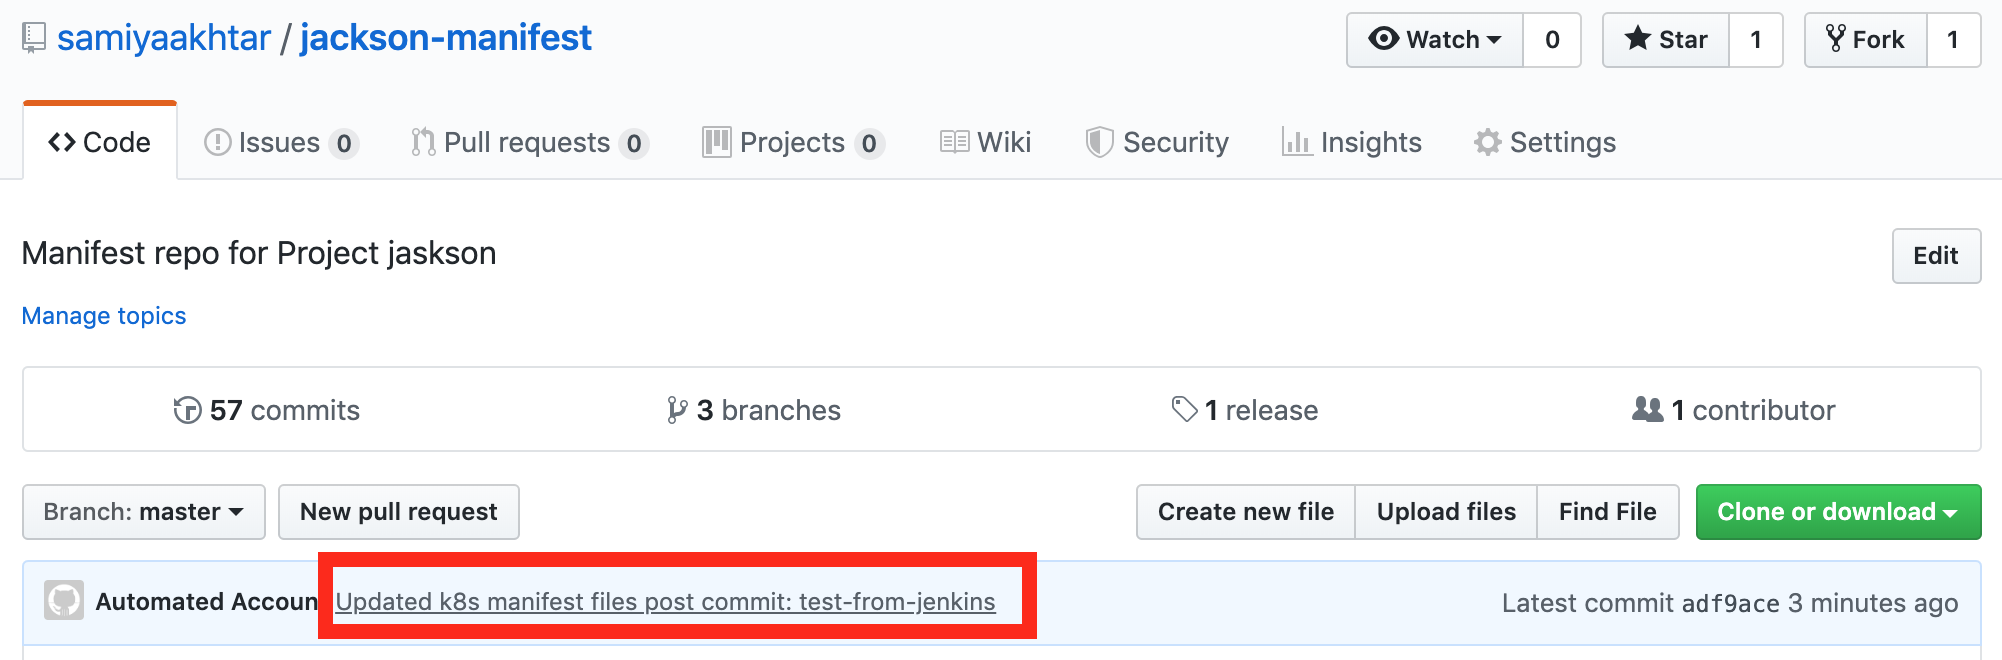 samiyaakhtar / jackson-manifest
Watch 0 Star 1 Fork 1
Code Issues 0 Pull requests 0 Projects 0 Wiki Security Insights Settings
Manifest repo for Project jaskson
Edit
Manage topics
57 commits 3 branches 1 release 1 contributor
Branch: master New pull request Create new file Upload files Find File Clone or download
Automated Accoun Updated k8s manifest files post commit: test-from-jenkins Latest commit adf9ace 3 minutes ago